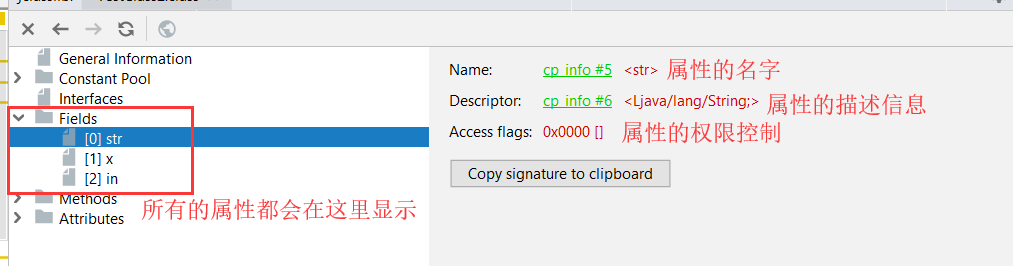 General Information
Constant Pool
Interfaces
Fields
[0] str
[1] x
[2] in
Methods
Attributes
所有的属性都会在这里显示
Name: cp_info #5 <str> 属性的名字
Descriptor: cp_info #6 <Ljava/lang/String;> 属性的描述信息
Access flags: 0x0000 [] 属性的权限控制
Copy signature to clipboard